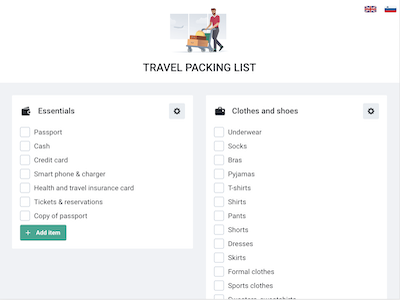 TRAVEL PACKING LIST
Essentials
Passport
Cash
Credit card
Smart phone & charger
Health and travel insurance card
Tickets & reservations
Copy of passport
+ Add item
Clothes and shoes
Underwear
Socks
Bras
Pyjamas
T-shirts
Shirts
Pants
Shorts
Dresses
Skirts
Formal clothes
Sports clothes